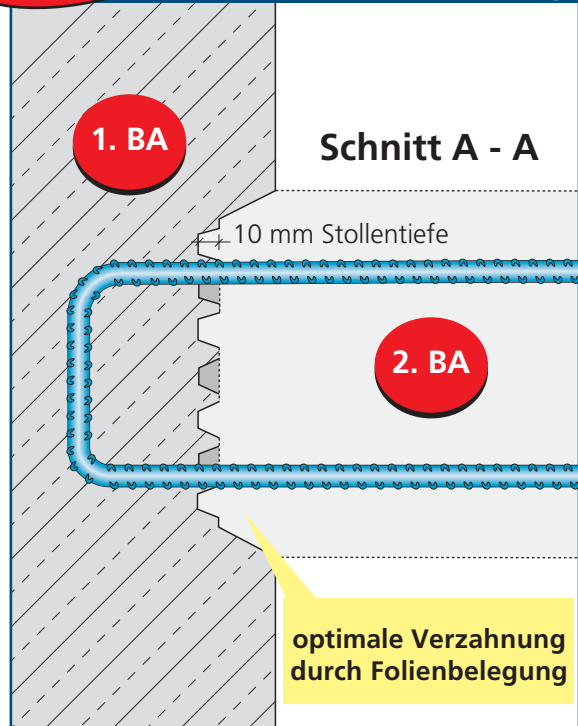 1. BA
Schnitt A - A
10 mm Stollentiefe
2. BA
optimale Verzahnung
durch Folienbelegung